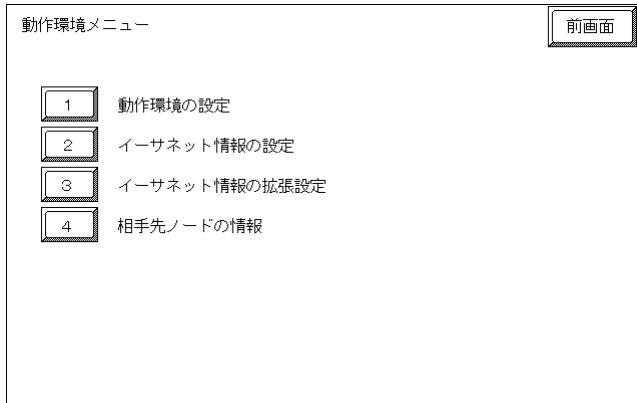 動作環境メニュー
前画面
1 動作環境の設定
2 イーサネット情報の設定
3 イーサネット情報の拡張設定
4 相手先ノードの情報